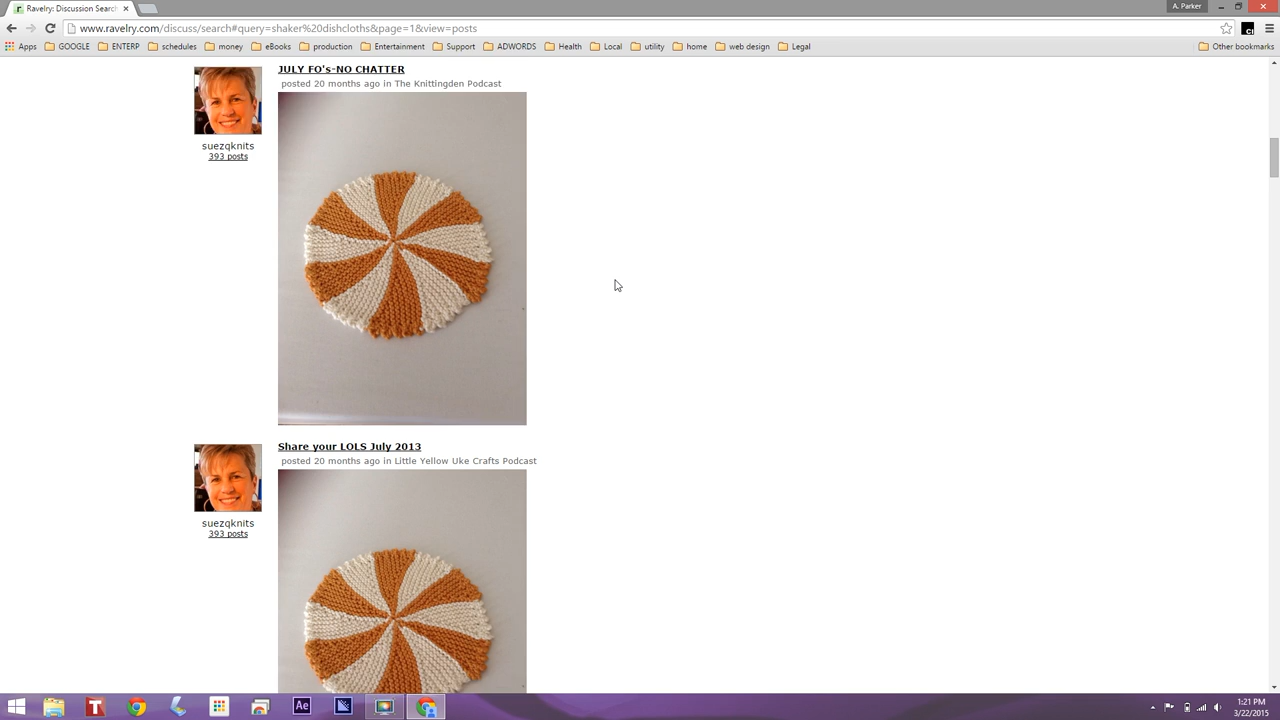 Ravelry: Discussion Search
A. Parker
www.ravelry.com/discuss/search#query=shaker%20dishcloths&page=1&view=posts
Apps GOOGLE ENTERP schedules money eBooks production Entertainment Support ADWORDS Health Local utility home web design Legal Other bookmarks
JULY FO's-NO CHATTER
posted 20 months ago in The Knittingden Podcast
suezqknits
393 posts
Share your LOLS July 2013
posted 20 months ago in Little Yellow Uke Crafts Podcast
suezqknits
393 posts
T
Ae
1:21 PM
3/22/2015